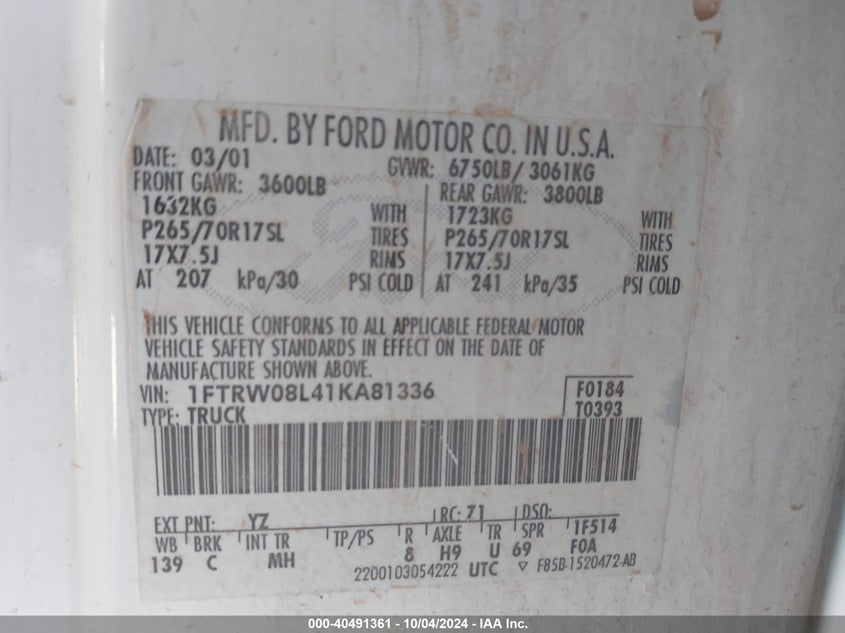 MFD. BY FORD MOTOR CO. IN U.S.A.
DATE: 03/01 GVWR: 6750LB/ 3061KG
FRONT GAWR: 3600LB REAR GAWR: 3800LB
1632KG WITH 1723KG WITH
P265/70R17SL TIRES P265/70R17SL TIRES
17X7.5J RIMS 17X7.5J RIMS
AT 207 kPa/30 PSI COLD AT 241 kPa/35 PSI COLD
THIS VEHICLE CONFORMS TO ALL APPLICABLE FEDERAL MOTOR
VEHICLE SAFETY STANDARDS IN EFFECT ON THE DATE OF
MANUFACTURE SHOWN ABOVE.
VIN: 1FTRW08L41KA81336 F0184
TYPE: TRUCK T0393
EXT PNT: YZ RC: 71 DSO:
WB BRK INT TR TP/PS R AXLE TR SPR 1F514
139 C MH 8 H9 U 69 F0A
2200103054222 UTC ▽ F85B-1520472-AB
000-40491361 - 10/04/2024 - IAA Inc.